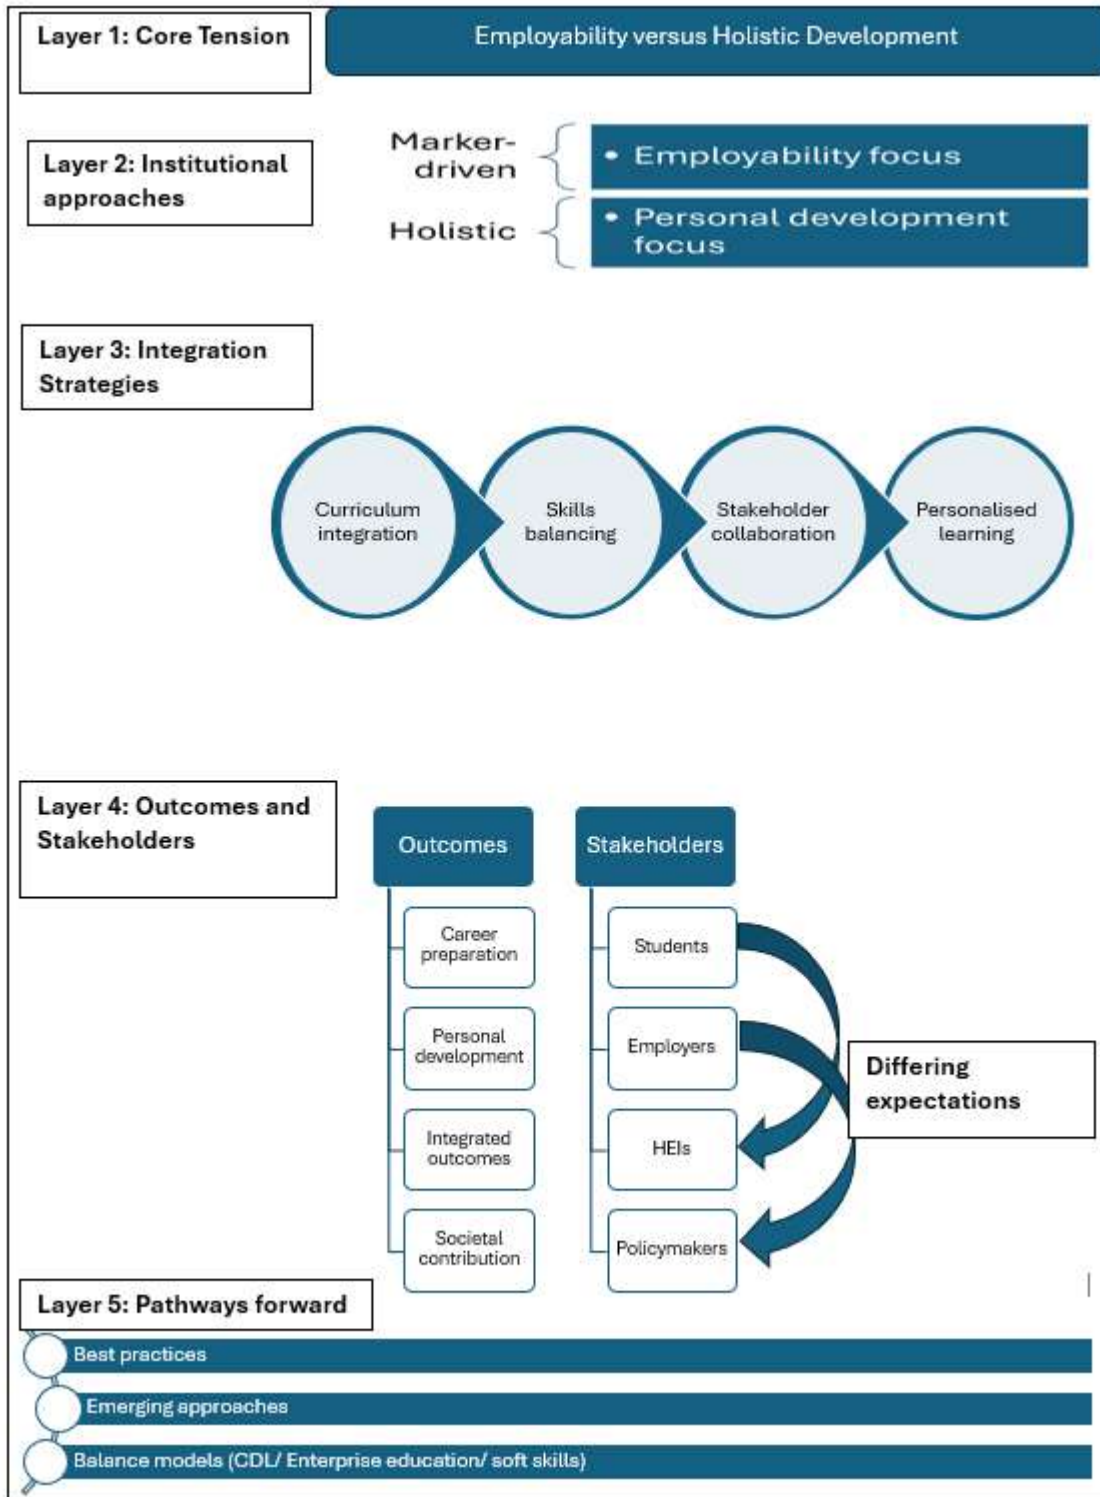 Layer 1: Core Tension
Employability versus Holistic Development
Layer 2: Institutional
approaches
Marker-
driven
• Employability focus
Holistic
• Personal development
focus
Layer 3: Integration
Strategies
Curriculum
integration
Skills
balancing
Stakeholder
collaboration
Personalised
learning
Layer 4: Outcomes and
Stakeholders
Outcomes
Career
preparation
Personal
development
Integrated
outcomes
Societal
contribution
Stakeholders
Students
Employers
HEIs
Policymakers
Differing
expectations
Layer 5: Pathways forward
Best practices
Emerging approaches
Balance models (CDL/ Enterprise education/ soft skills)